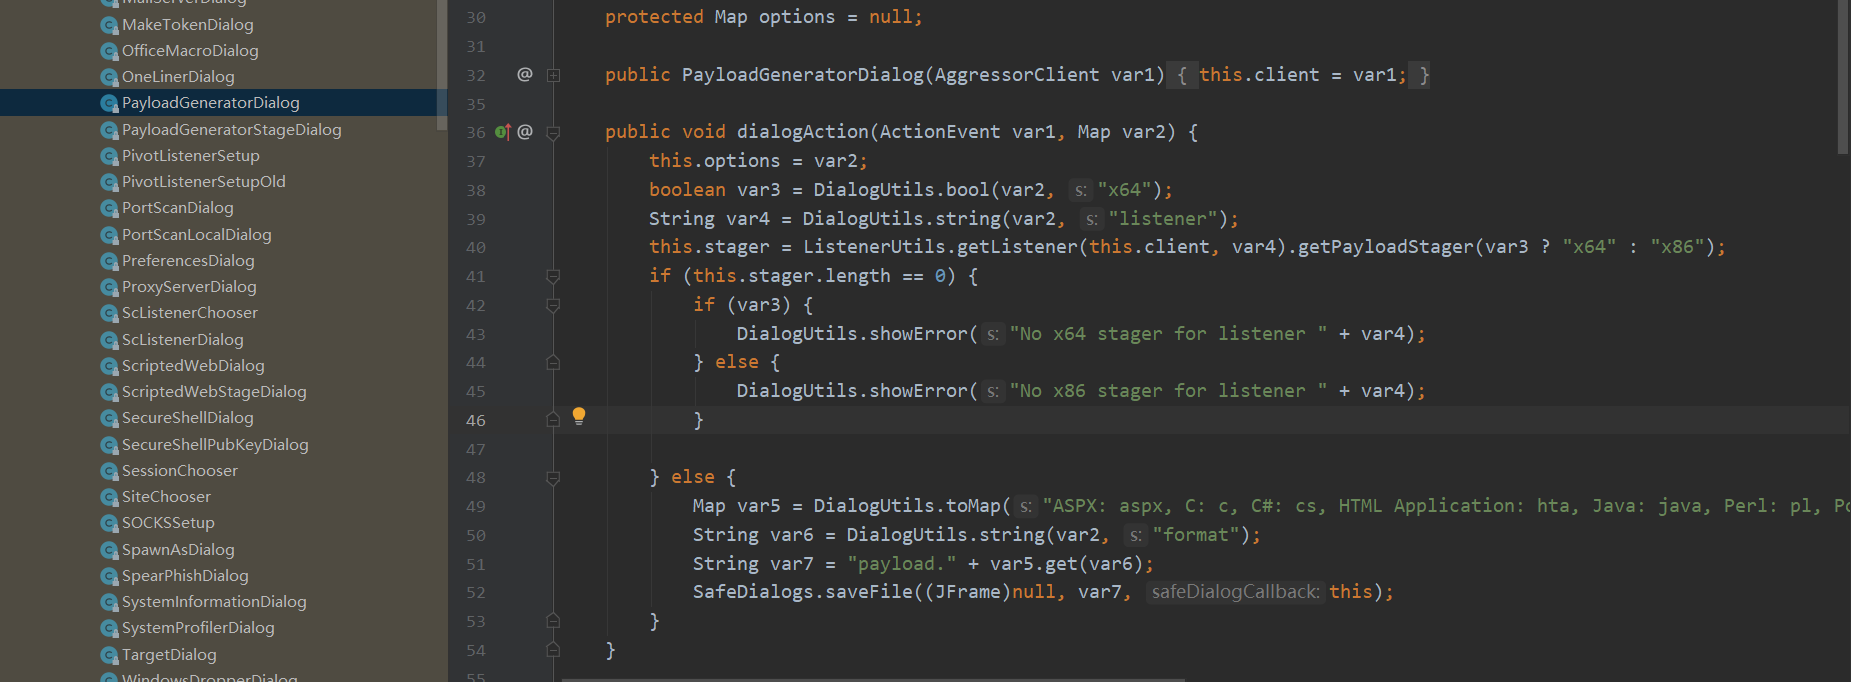 MailServerDialog
MakeTokenDialog
OfficeMacroDialog
OneLinerDialog
PayloadGeneratorDialog
PayloadGeneratorStageDialog
PivotListenerSetup
PivotListenerSetupOld
PortScanDialog
PortScanLocalDialog
PreferencesDialog
ProxyServerDialog
ScListenerChooser
ScListenerDialog
ScriptedWebDialog
ScriptedWebStageDialog
SecureShellDialog
SecureShellPubKeyDialog
SessionChooser
SiteChooser
SOCKSSetup
SpawnAsDialog
SpearPhishDialog
SystemInformationDialog
SystemProfilerDialog
TargetDialog
WindowsDropperDialog
30 protected Map options = null;
31
32 @ public PayloadGeneratorDialog(AggressorClient var1) { this.client = var1; }
35
36 @ public void dialogAction(ActionEvent var1, Map var2) {
37 this.options = var2;
38 boolean var3 = DialogUtils.bool(var2, s: "x64");
39 String var4 = DialogUtils.string(var2, s: "listener");
40 this.stager = ListenerUtils.getListener(this.client, var4).getPayloadStager(var3 ? "x64" : "x86");
41 if (this.stager.length == 0) {
42 if (var3) {
43 DialogUtils.showError( s: "No x64 stager for listener " + var4);
44 } else {
45 DialogUtils.showError( s: "No x86 stager for listener " + var4);
46 }
47
48 } else {
49 Map var5 = DialogUtils.toMap( s: "ASPX: aspx, C: c, C#: cs, HTML Application: hta, Java: java, Perl: pl, Po
50 String var6 = DialogUtils.string(var2, s: "format");
51 String var7 = "payload." + var5.get(var6);
52 SafeDialogs.saveFile((JFrame)null, var7, safeDialogCallback: this);
53 }
54 }
55